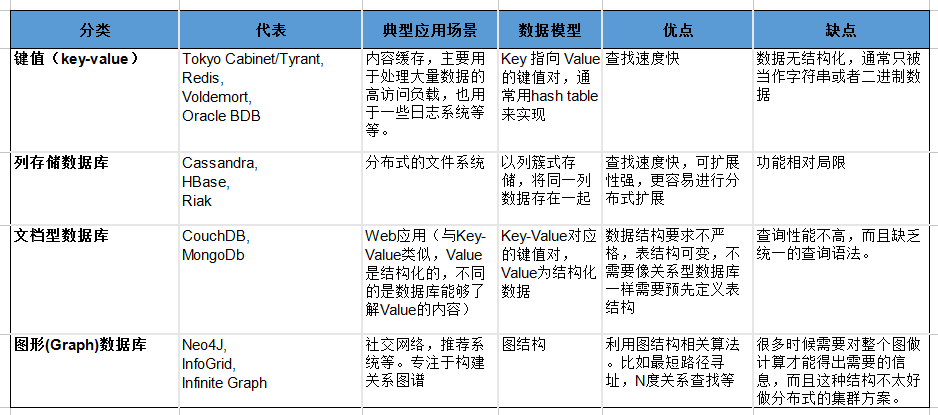 分类
代表
典型应用场景
数据模型
优点
缺点
键值（key-value）
Tokyo Cabinet/Tyrant,
Redis,
Voldemort,
Oracle BDB
内容缓存，主要用
于处理大量数据的
高访问负载，也用
于一些日志系统等
等。
Key 指向 Value
的键值对，通
常用hash table
来实现
查找速度快
数据无结构化，通常只被
当作字符串或者二进制数
据
列存储数据库
Cassandra,
HBase,
Riak
分布式的文件系统
以列簇式存
储，将同一列
数据存在一起
查找速度快，可扩展
性强，更容易进行分
布式扩展
功能相对局限
文档型数据库
CouchDB,
MongoDb
Web应用（与Key-
Value类似，Value
是结构化的，不同
的是数据库能够了
解Value的内容）
Key-Value对应
的键值对，
Value为结构化
数据
数据结构要求不严
格，表结构可变，不
需要像关系型数据库
一样需要预先定义表
结构
查询性能不高，而且缺乏
统一的查询语法。
图形(Graph)数据库
Neo4J,
InfoGrid,
Infinite Graph
社交网络，推荐系
统等。专注于构建
关系图谱
图结构
利用图结构相关算法
。比如最短路径寻
址，N度关系查找等
很多时候需要对整个图做
计算才能得出需要的信
息，而且这种结构不太好
做分布式的集群方案。